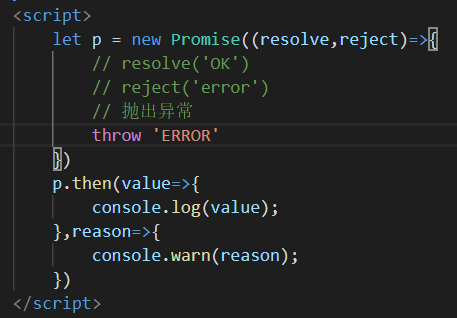 <script>
let p = new Promise((resolve,reject)=>{
// resolve('OK')
// reject('error')
// 抛出异常
throw 'ERROR'
})
p.then(value=>{
console.log(value);
},reason=>{
console.warn(reason);
})
</script>